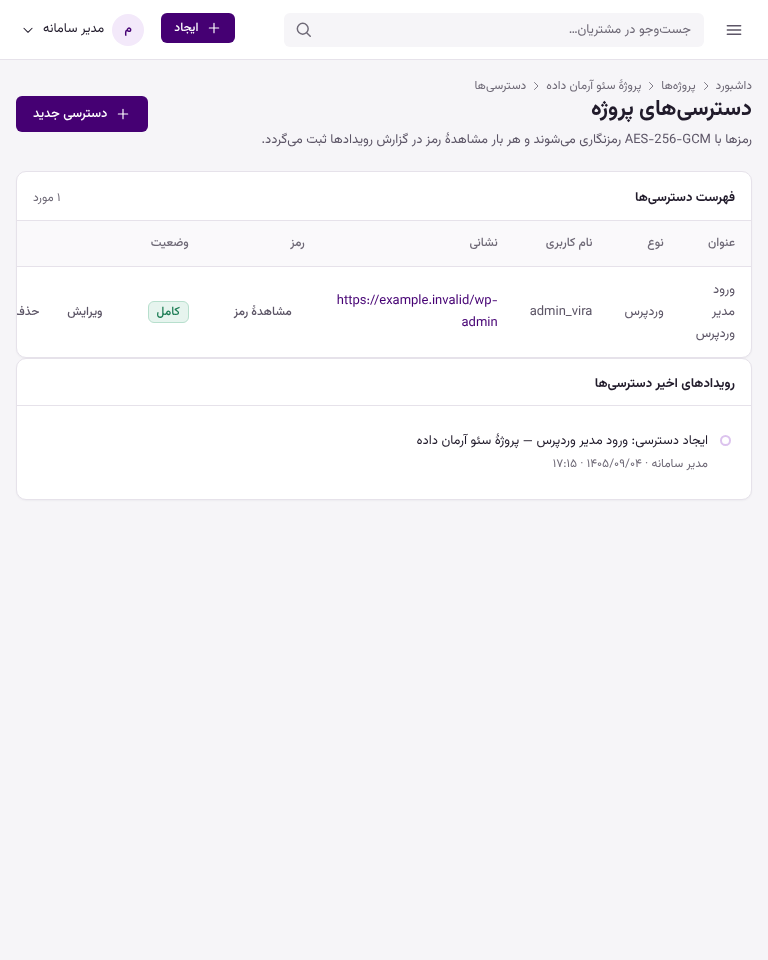 جست‌وجو در مشتریان…
ایجاد
م
مدیر سامانه
داشبورد
پروژه‌ها
پروژهٔ سئو آرمان داده
دسترسی‌ها
دسترسی‌های پروژه
رمزها با AES-256-GCM رمزنگاری می‌شوند و هر بار مشاهدهٔ رمز در گزارش رویدادها ثبت می‌گردد.
دسترسی جدید
فهرست دسترسی‌ها
۱ مورد
عنوان نوع نام کاربری نشانی رمز وضعیت
ورود مدیر وردپرس
وردپرس
admin_vira
https://example.invalid/wp-
admin
مشاهدهٔ رمز
کامل
ویرایش
حذف
رویدادهای اخیر دسترسی‌ها
ایجاد دسترسی: ورود مدیر وردپرس — پروژهٔ سئو آرمان داده
مدیر سامانه · ۱۴۰۵/۰۹/۰۴ · ۱۷:۱۵